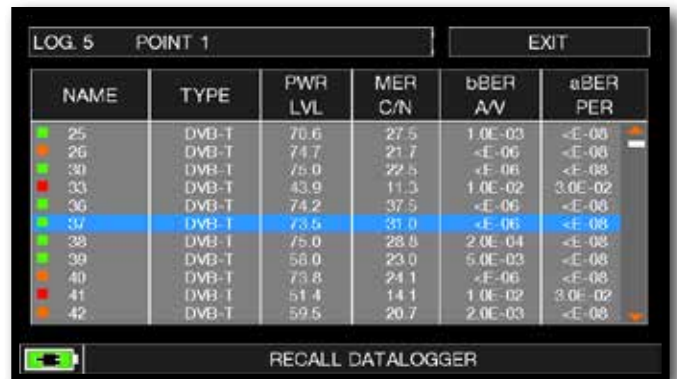 LOG. 5 POINT 1 EXIT
NAME TYPE PWR LVL MER C/N bBER A/V aBER PER
25 DVB-T 70.6 27.5 1.0E-03 <E-08
26 DVB-T 74.7 21.7 <E-06 <E-08
30 DVB-T 75.0 22.5 <E-06 <E-08
33 DVB-T 43.9 11.3 1.0E-02 3.0E-02
36 DVB-T 74.2 37.5 <E-06 <E-08
37 DVB-T 73.5 31.0 <E-06 <E-08
38 DVB-T 75.0 28.8 2.0E-04 <E-08
39 DVB-T 58.0 23.0 5.0E-03 <E-08
40 DVB-T 73.8 24.1 <E-06 <E-08
41 DVB-T 51.4 14.1 1.0E-02 3.0E-02
42 DVB-T 59.5 20.7 2.0E-03 <E-08
RECALL DATALOGGER